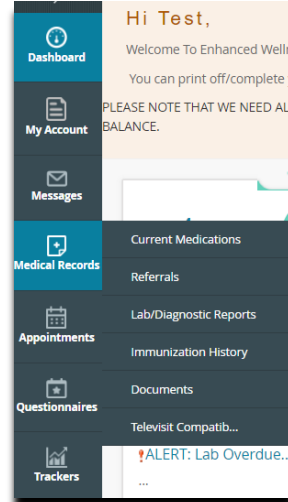 Hi Test,
Dashboard
Welcome To Enhanced
You can print off/complete
PLEASE NOTE THAT WE NEED
My Account
BALANCE.
Messages
Medical Records
Current Medications
Referrals
Lab/Diagnostic Reports
Appointments
Immunization History
Documents
Questionnaires
Televisit Compatib...
ALERT: Lab Overdue...
...
Trackers